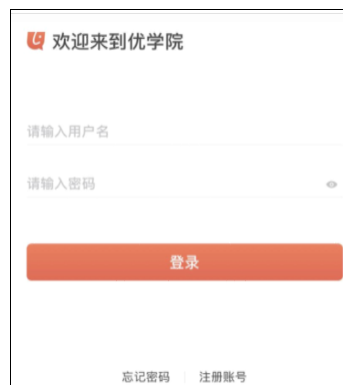 欢迎来到优学院
请输入用户名
请输入密码
登录
忘记密码 注册账号